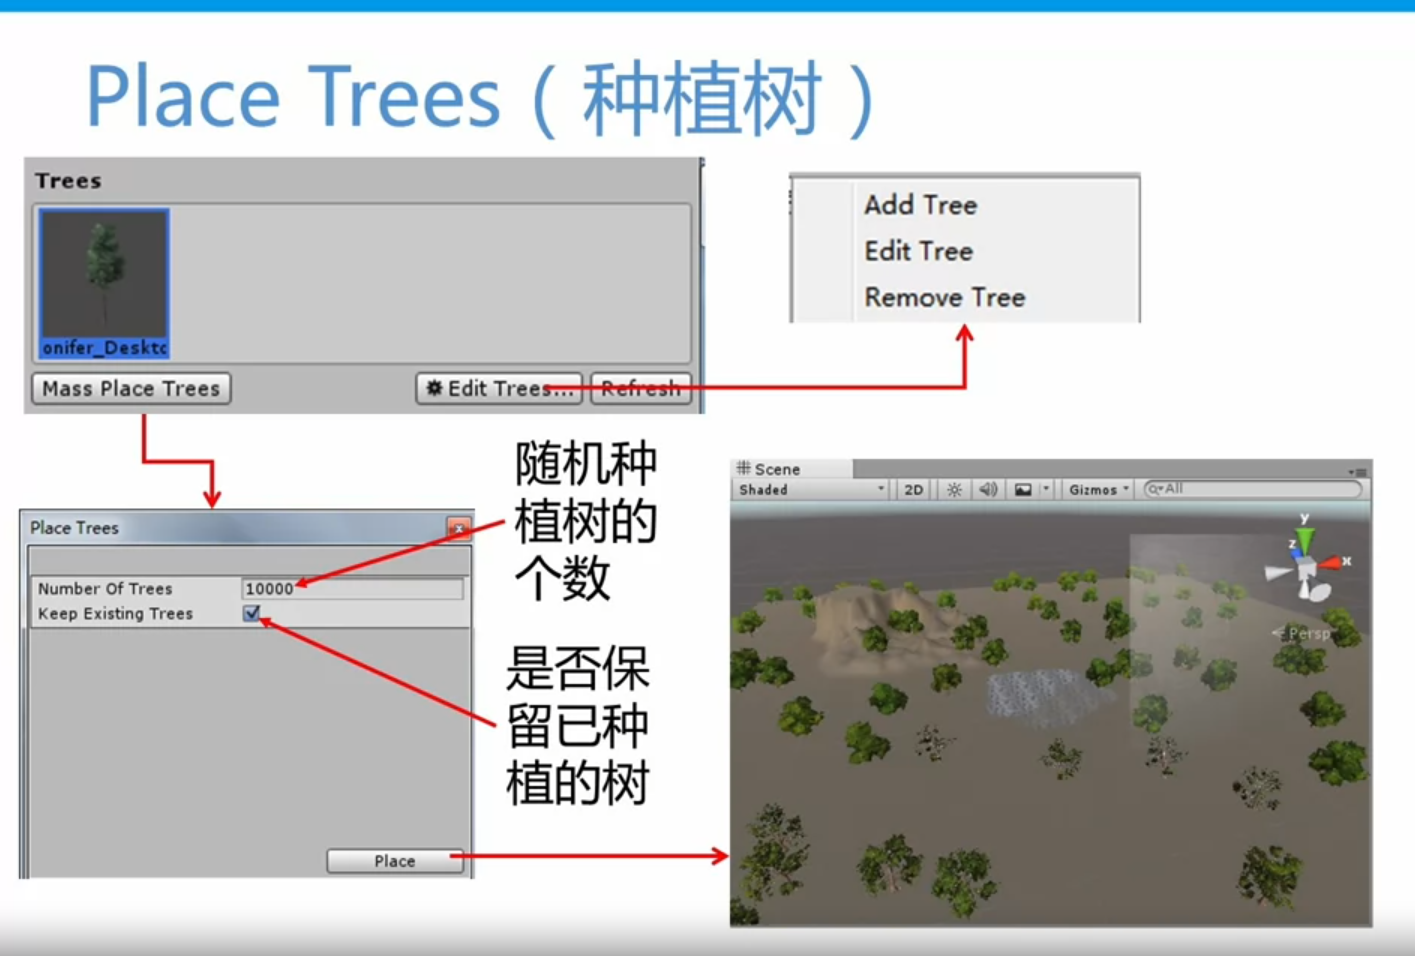 Place Trees（种植树）
Trees
onifer_Deskto
Mass Place Trees
Edit Trees...
Refresh
Add Tree
Edit Tree
Remove Tree
Place Trees
Number Of Trees 10000
Keep Existing Trees
Place
随机种
植树的
个数
是否保
留已种
植的树
Scene
Shaded 2D Gizmos All
y
z
x
Persp